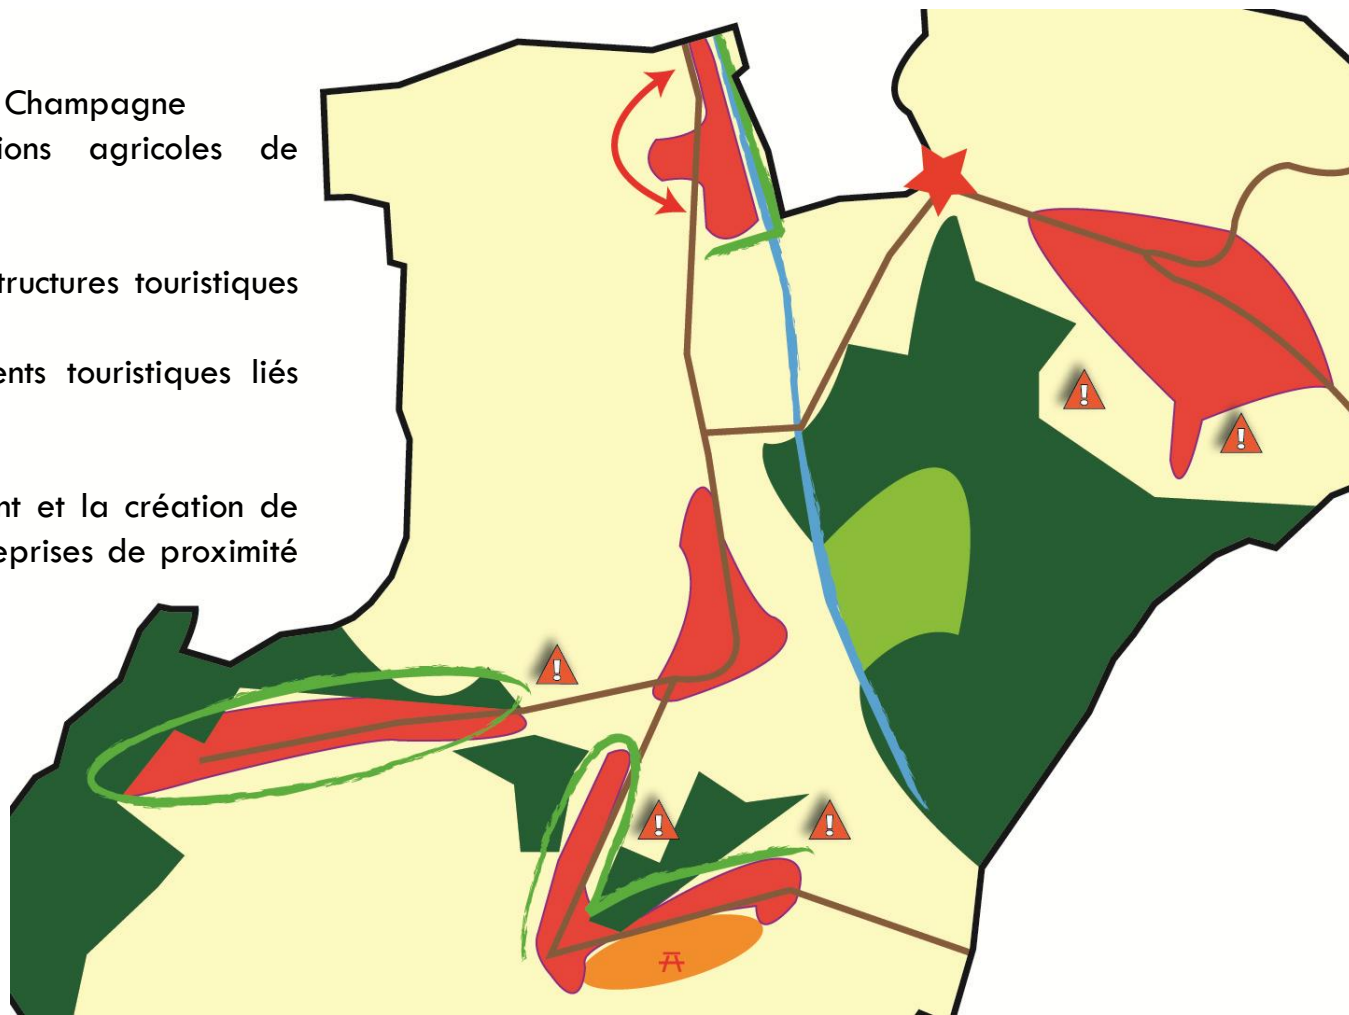 Champagne
ions agricoles de
tructures touristiques
ents touristiques liés
nt et la création de
eprises de proximité
!
!
!
!
!